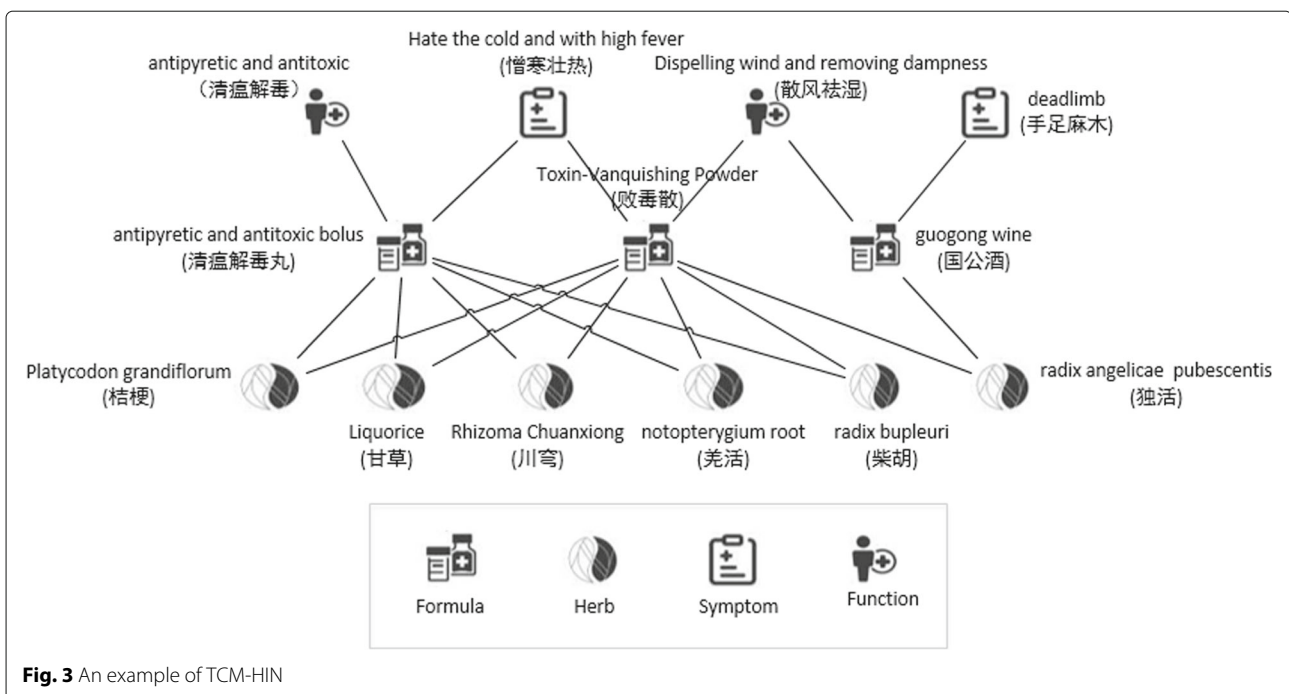 Hate the cold and with high fever
(憎寒壮热)
antipyretic and antitoxic
（清瘟解毒）
Dispelling wind and removing dampness
(散风祛湿)
deadlimb
(手足麻木)
Toxin-Vanquishing Powder
(败毒散)
antipyretic and antitoxic bolus
(清瘟解毒丸)
guogong wine
(国公酒)
Platycodon grandiflorum
(桔梗)
radix angelicae pubescentis
(独活)
Liquorice
(甘草)
Rhizoma Chuanxiong
(川芎)
notopterygium root
(羌活)
radix bupleuri
(柴胡)
Formula
Herb
Symptom
Function
Fig. 3 An example of TCM-HIN